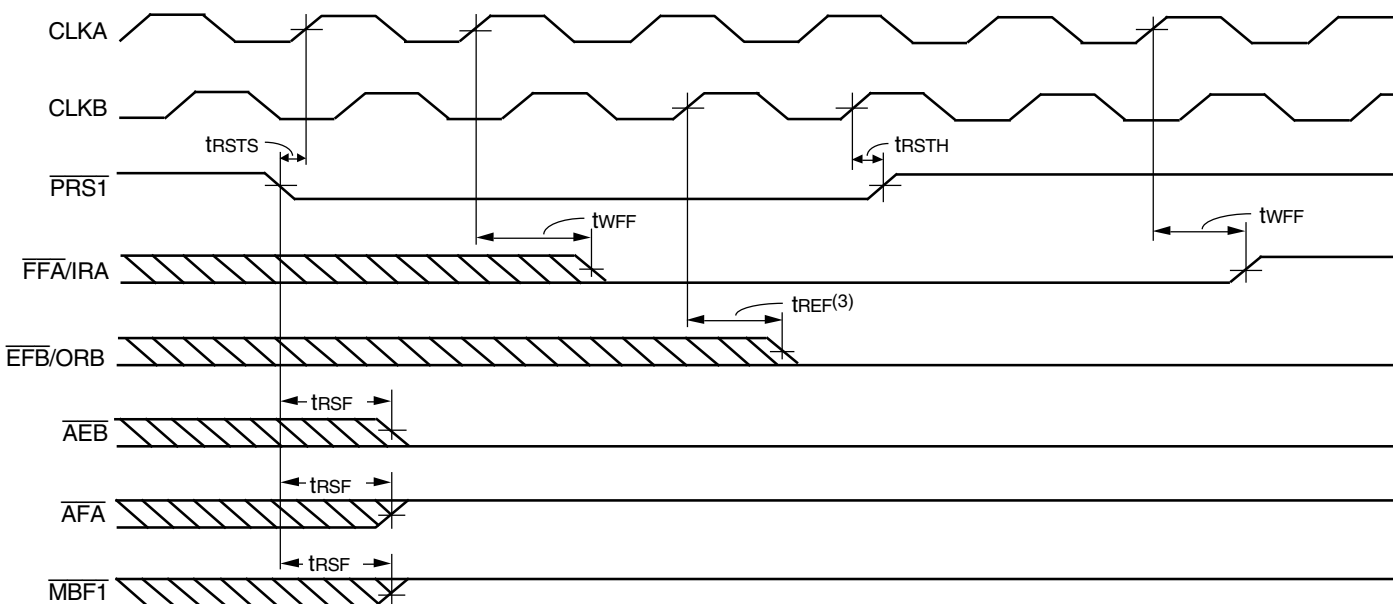 CLKA
CLKB
tRSTS
tRSTH
PRS1
tWFF
tWFF
FFA/IRA
tREF(3)
EFB/ORB
tRSF
AEB
tRSF
AFA
tRSF
MBF1